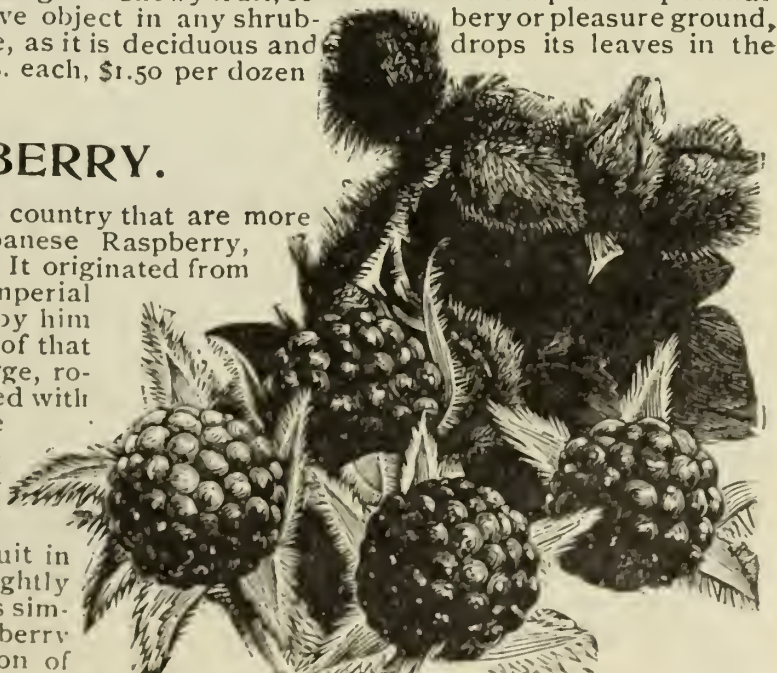 ve object in any shrub-
bery or pleasure ground,
e, as it is deciduous and
drops its leaves in the
. each, $1.50 per dozen
BERRY.
country that are more
panese Raspberry,
It originated from
mperial
by him
of that
rge, ro-
ed with
uit in
ghtly
s sim-
berry
on of